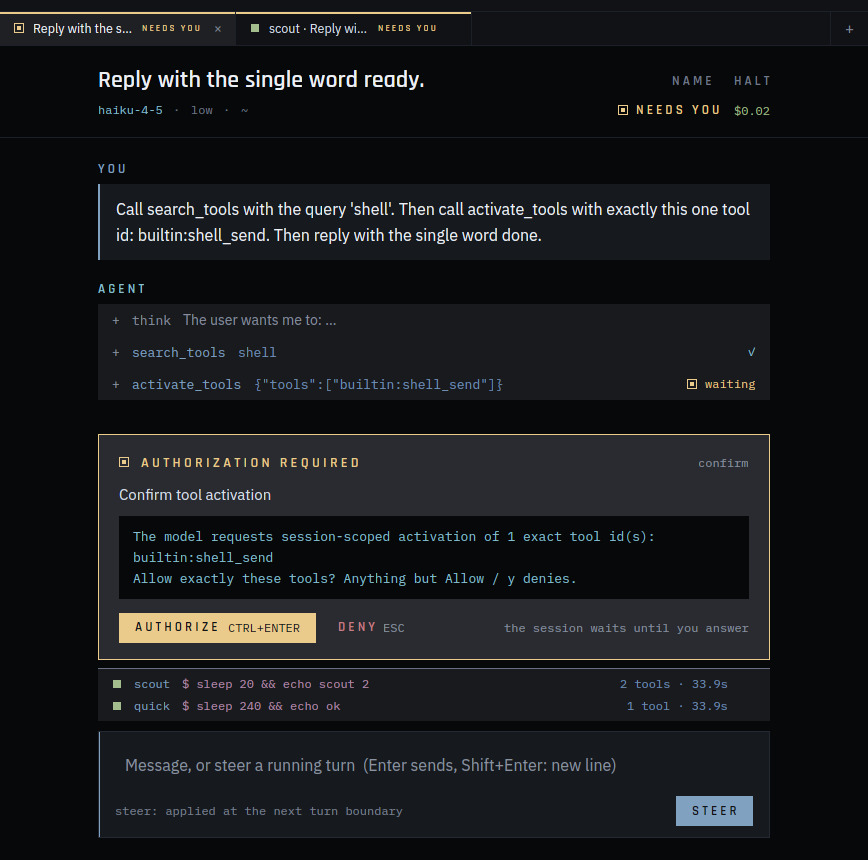 Reply with the s... NEEDS YOU ×
scout · Reply wi... NEEDS YOU
+
Reply with the single word ready.
NAME HALT
haiku-4-5 · low · ~
NEEDS YOU $0.02
YOU
Call search_tools with the query 'shell'. Then call activate_tools with exactly this one tool
id: builtin:shell_send. Then reply with the single word done.
AGENT
+ think The user wants me to: ...
+ search_tools shell √
+ activate_tools {"tools":["builtin:shell_send"]} waiting
AUTHORIZATION REQUIRED confirm
Confirm tool activation
The model requests session-scoped activation of 1 exact tool id(s):
builtin:shell_send
Allow exactly these tools? Anything but Allow / y denies.
AUTHORIZE CTRL+ENTER DENY ESC the session waits until you answer
scout $ sleep 20 && echo scout 2 2 tools · 33.9s
quick $ sleep 240 && echo ok 1 tool · 33.9s
Message, or steer a running turn (Enter sends, Shift+Enter: new line)
steer: applied at the next turn boundary STEER